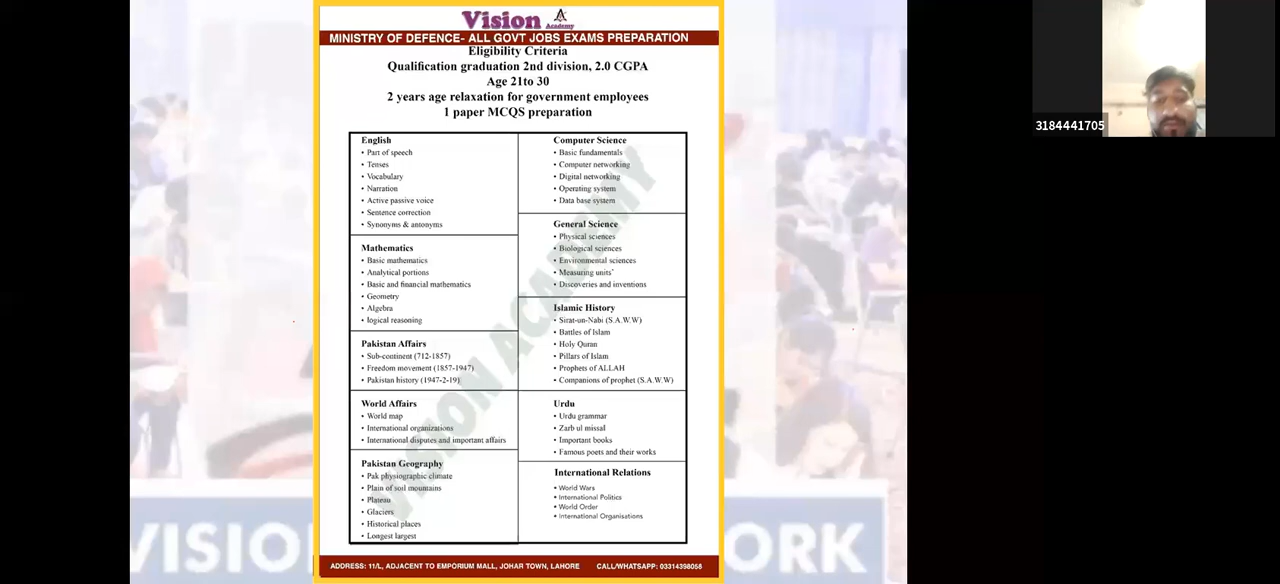 Vision
Academy
MINISTRY OF DEFENCE- ALL GOVT JOBS EXAMS PREPARATION
Eligibility Criteria
Qualification graduation 2nd division, 2.0 CGPA
Age 21to 30
2 years age relaxation for government employees
1 paper MCQS preparation
English
• Part of speech
• Tenses
• Vocabulary
• Narration
• Active passive voice
• Sentence correction
• Synonyms & antonyms
Mathematics
• Basic mathematics
• Analytical portions
• Basic and financial mathematics
• Geometry
• Algebra
• logical reasoning
Pakistan Affairs
• Sub-continent (712-1857)
• Freedom movement (1857-1947)
• Pakistan history (1947-2-19)
World Affairs
• World map
• International organizations
• International disputes and important affairs
Pakistan Geography
• Pak physiographic climate
• Plain of soil mountains
• Plateau
• Glaciers
• Historical places
• Longest largest
Computer Science
• Basic fundamentals
• Computer networking
• Digital networking
• Operating system
• Data base system
General Science
• Physical sciences
• Biological sciences
• Environmental sciences
• Measuring units"
• Discoveries and inventions
Islamic History
• Sirat-un-Nabi (S.A.W.W)
• Battles of Islam
• Holy Quran
• Pillars of Islam
• Prophets of ALLAH
• Companions of prophet (S.A.W.W)
Urdu
• Urdu grammar
• Zarb ul missal
• Important books
• Famous poets and their works
International Relations
• World Wars
• International Politics
• World Order
• International Organisations
VISION ACADEMY
ADDRESS: 11/L, ADJACENT TO EMPORIUM MALL, JOHAR TOWN, LAHORE CALL/WHATSAPP: 03314398058
VISIO
ORK
3184441705